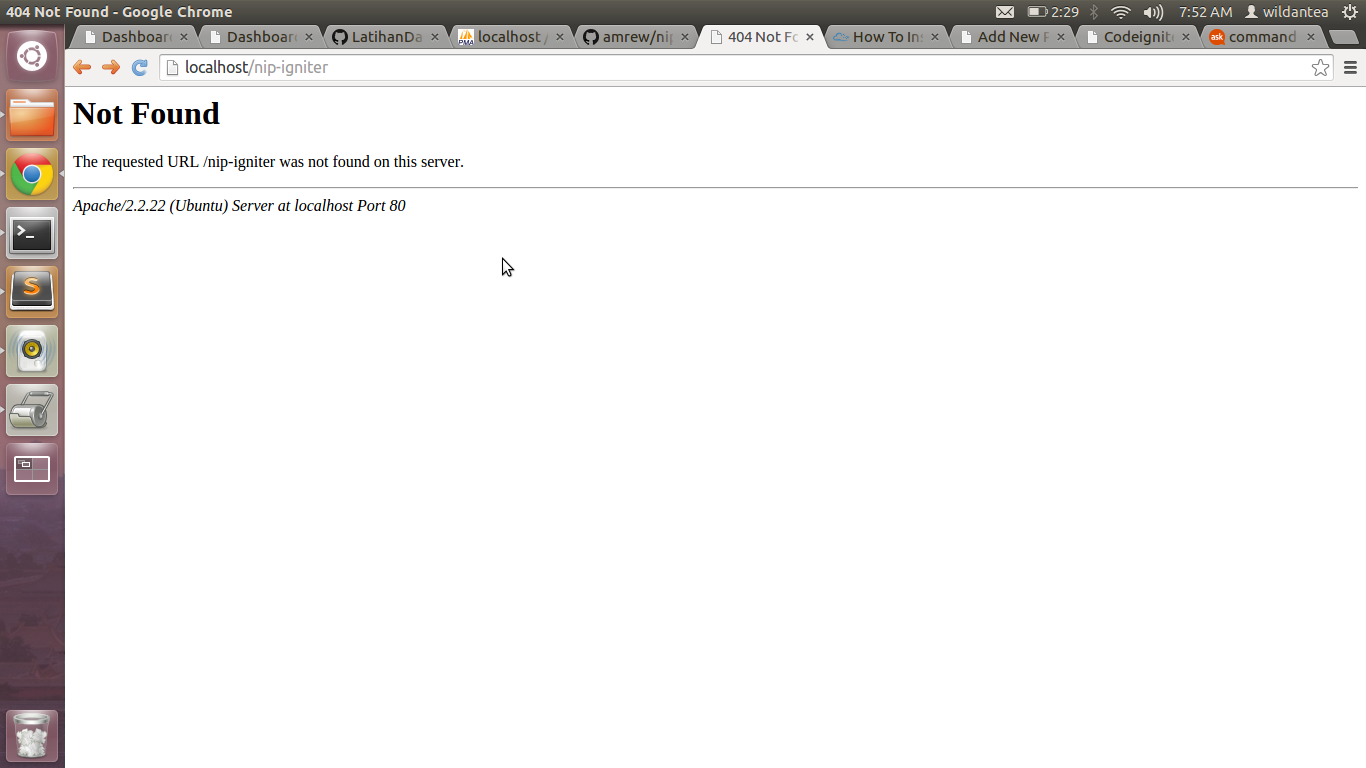 404 Not Found - Google Chrome
2:29
7:52 AM
wildantea
Dashboar
Dashboar
LatihanDa
PMA
localhost /
amrew/nip
404 Not Fo
How To Ins
Add New P
Codeignite
ask
command
localhost/nip-igniter
Not Found
The requested URL /nip-igniter was not found on this server.
Apache/2.2.22 (Ubuntu) Server at localhost Port 80